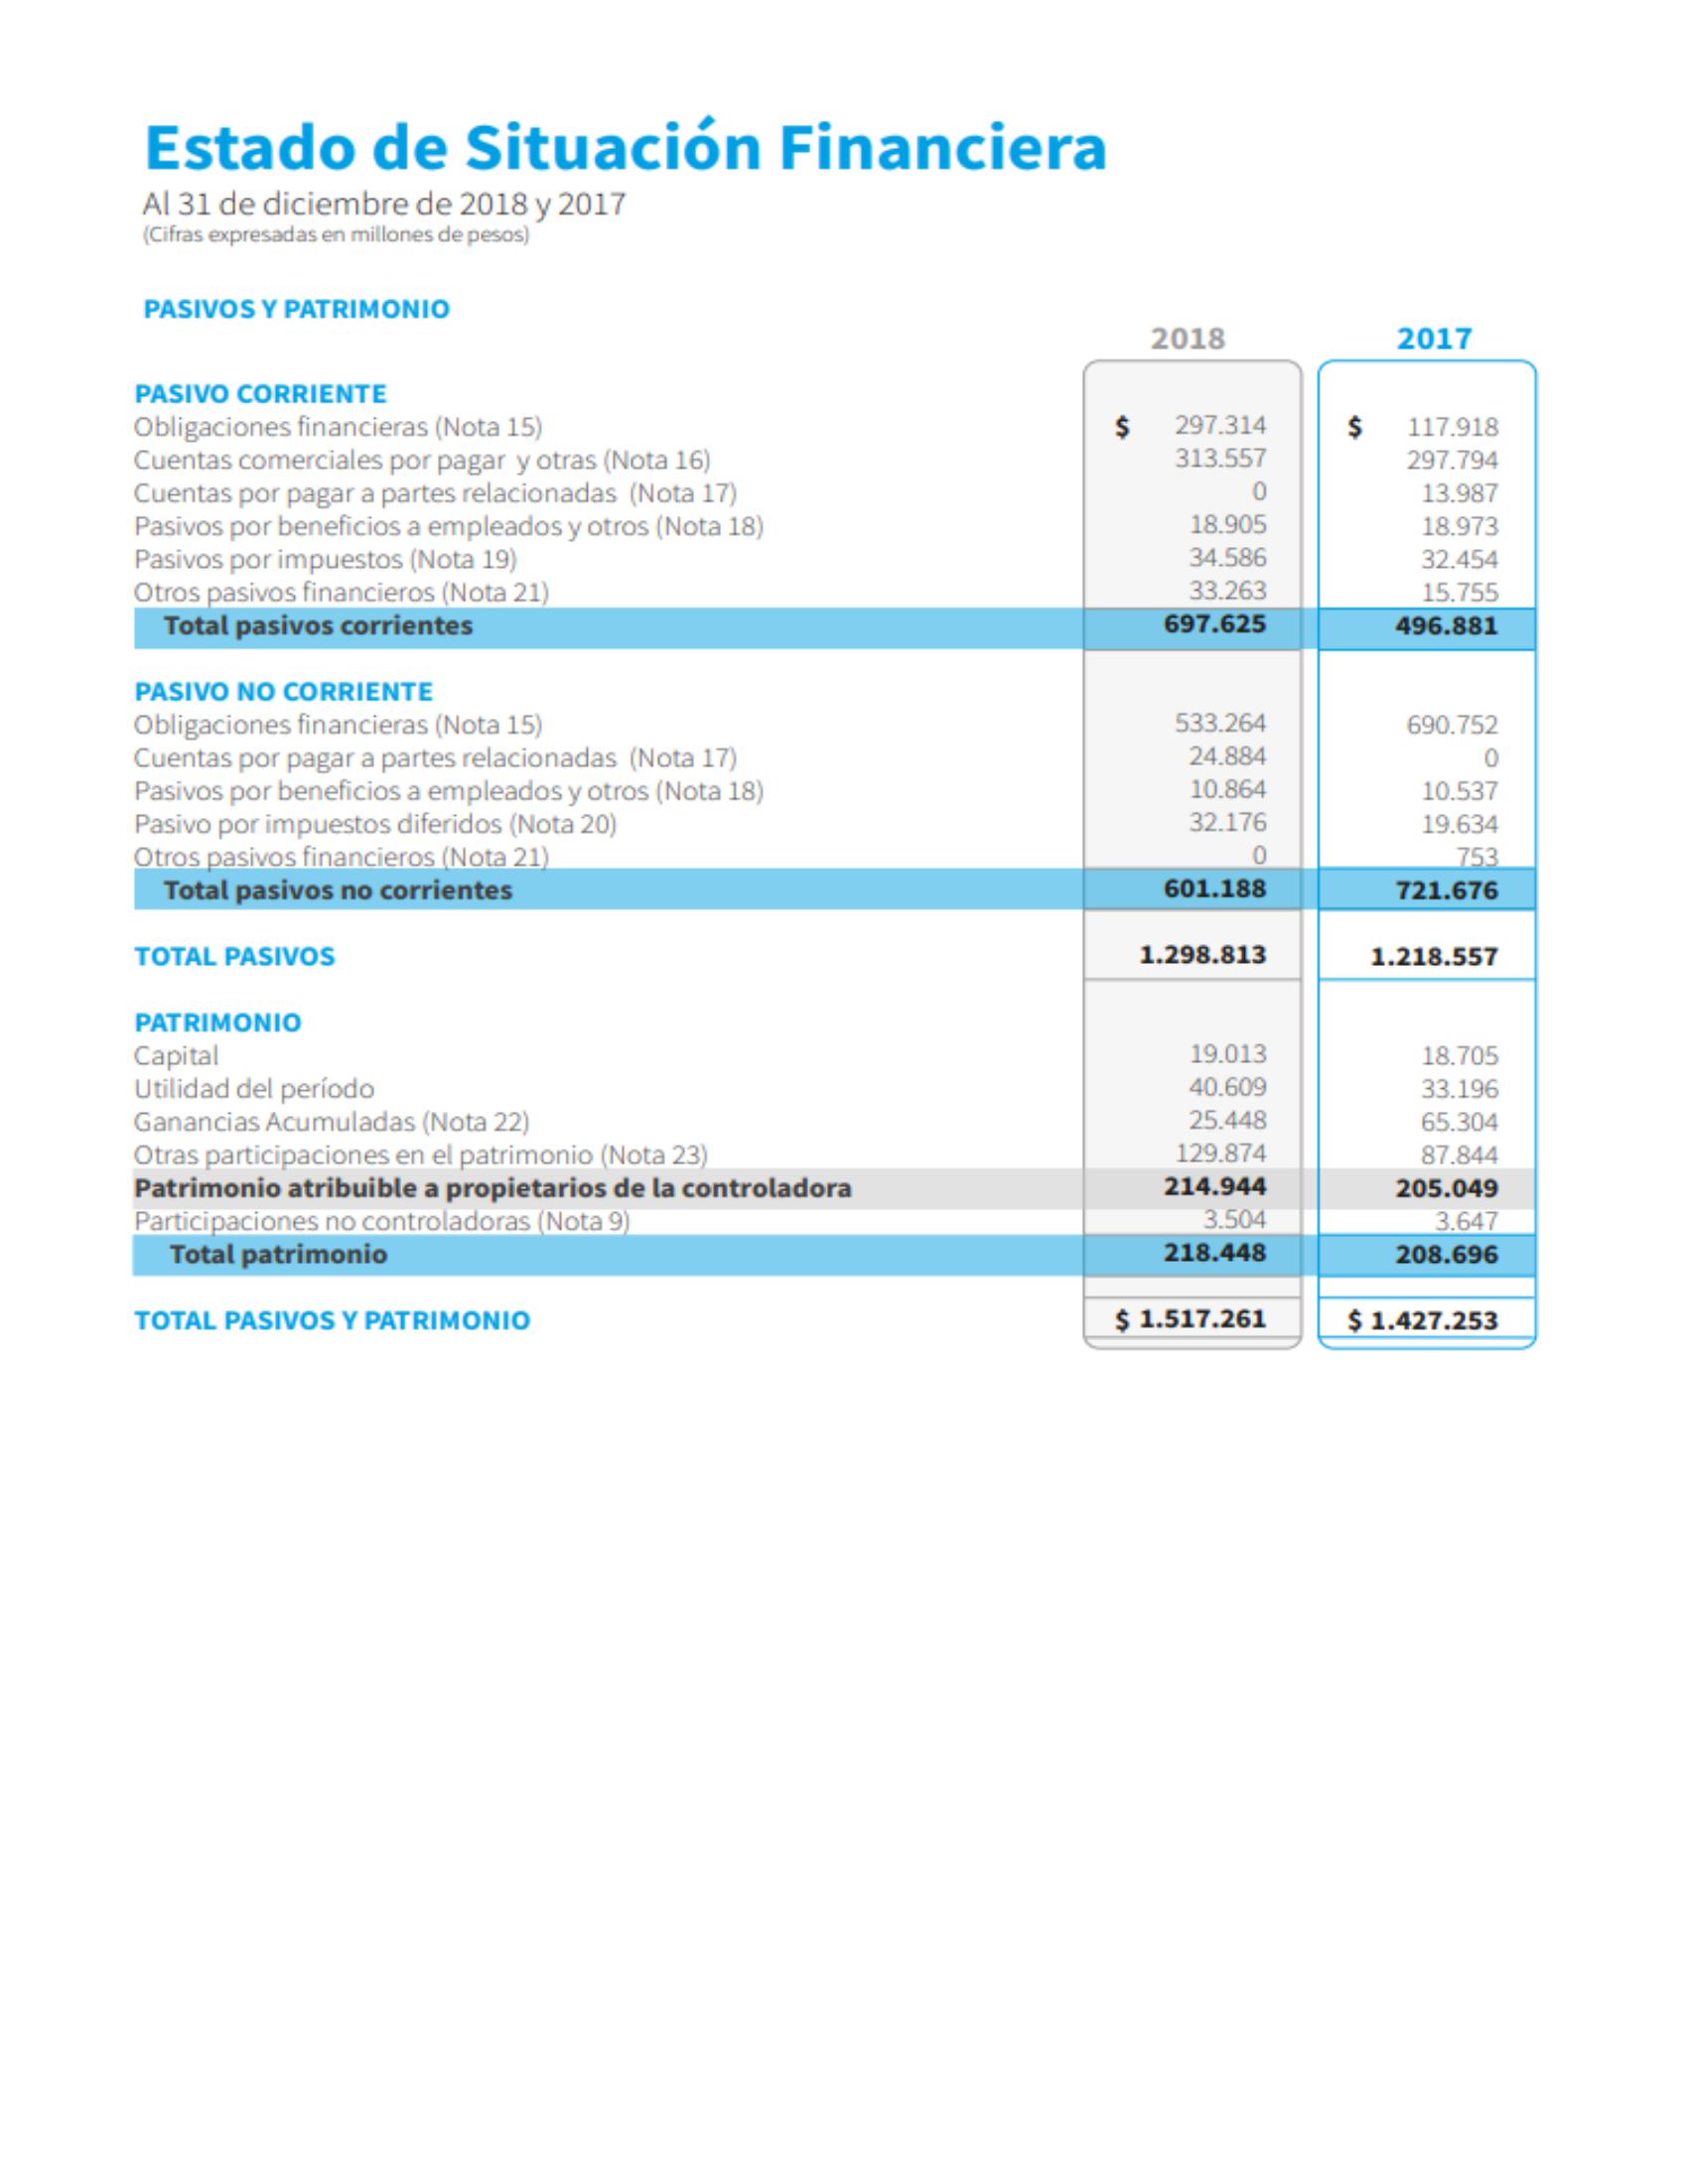 Estado de Situación Financiera
Al 31 de diciembre de 2018 y 2017
(Cifras expresadas en millones de pesos)
PASIVOS Y PATRIMONIO
2018 2017
PASIVO CORRIENTE
Obligaciones financieras (Nota 15) $ 297.314 $ 117.918
Cuentas comerciales por pagar y otras (Nota 16) 313.557 297.794
Cuentas por pagar a partes relacionadas (Nota 17) 0 13.987
Pasivos por beneficios a empleados y otros (Nota 18) 18.905 18.973
Pasivos por impuestos (Nota 19) 34.586 32.454
Otros pasivos financieros (Nota 21) 33.263 15.755
Total pasivos corrientes 697.625 496.881
PASIVO NO CORRIENTE
Obligaciones financieras (Nota 15) 533.264 690.752
Cuentas por pagar a partes relacionadas (Nota 17) 24.884 0
Pasivos por beneficios a empleados y otros (Nota 18) 10.864 10.537
Pasivo por impuestos diferidos (Nota 20) 32.176 19.634
Otros pasivos financieros (Nota 21) 0 753
Total pasivos no corrientes 601.188 721.676
TOTAL PASIVOS 1.298.813 1.218.557
PATRIMONIO
Capital 19.013 18.705
Utilidad del período 40.609 33.196
Ganancias Acumuladas (Nota 22) 25.448 65.304
Otras participaciones en el patrimonio (Nota 23) 129.874 87.844
Patrimonio atribuible a propietarios de la controladora 214.944 205.049
Participaciones no controladoras (Nota 9) 3.504 3.647
Total patrimonio 218.448 208.696
TOTAL PASIVOS Y PATRIMONIO $ 1.517.261 $ 1.427.253